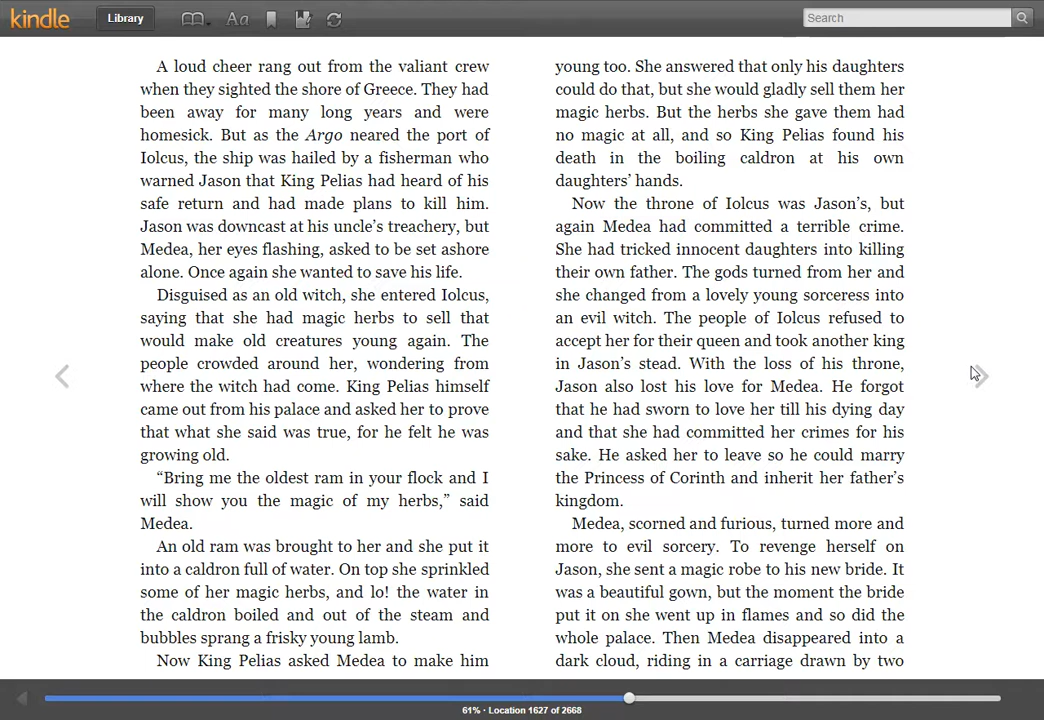 kindle
Library
Aa
Search
A loud cheer rang out from the valiant crew
when they sighted the shore of Greece. They had
been away for many long years and were
homesick. But as the Argo neared the port of
Iolcus, the ship was hailed by a fisherman who
warned Jason that King Pelias had heard of his
safe return and had made plans to kill him.
Jason was downcast at his uncle's treachery, but
Medea, her eyes flashing, asked to be set ashore
alone. Once again she wanted to save his life.
Disguised as an old witch, she entered Iolcus,
saying that she had magic herbs to sell that
would make old creatures young again. The
people crowded around her, wondering from
where the witch had come. King Pelias himself
came out from his palace and asked her to prove
that what she said was true, for he felt he was
growing old.
“Bring me the oldest ram in your flock and I
will show you the magic of my herbs,” said
Medea.
An old ram was brought to her and she put it
into a caldron full of water. On top she sprinkled
some of her magic herbs, and lo! the water in
the caldron boiled and out of the steam and
bubbles sprang a frisky young lamb.
Now King Pelias asked Medea to make him
young too. She answered that only his daughters
could do that, but she would gladly sell them her
magic herbs. But the herbs she gave them had
no magic at all, and so King Pelias found his
death in the boiling caldron at his own
daughters’ hands.
Now the throne of Iolcus was Jason’s, but
again Medea had committed a terrible crime.
She had tricked innocent daughters into killing
their own father. The gods turned from her and
she changed from a lovely young sorceress into
an evil witch. The people of Iolcus refused to
accept her for their queen and took another king
in Jason’s stead. With the loss of his throne,
Jason also lost his love for Medea. He forgot
that he had sworn to love her till his dying day
and that she had committed her crimes for his
sake. He asked her to leave so he could marry
the Princess of Corinth and inherit her father’s
kingdom.
Medea, scorned and furious, turned more and
more to evil sorcery. To revenge herself on
Jason, she sent a magic robe to his new bride. It
was a beautiful gown, but the moment the bride
put it on she went up in flames and so did the
whole palace. Then Medea disappeared into a
dark cloud, riding in a carriage drawn by two
61% · Location 1627 of 2668